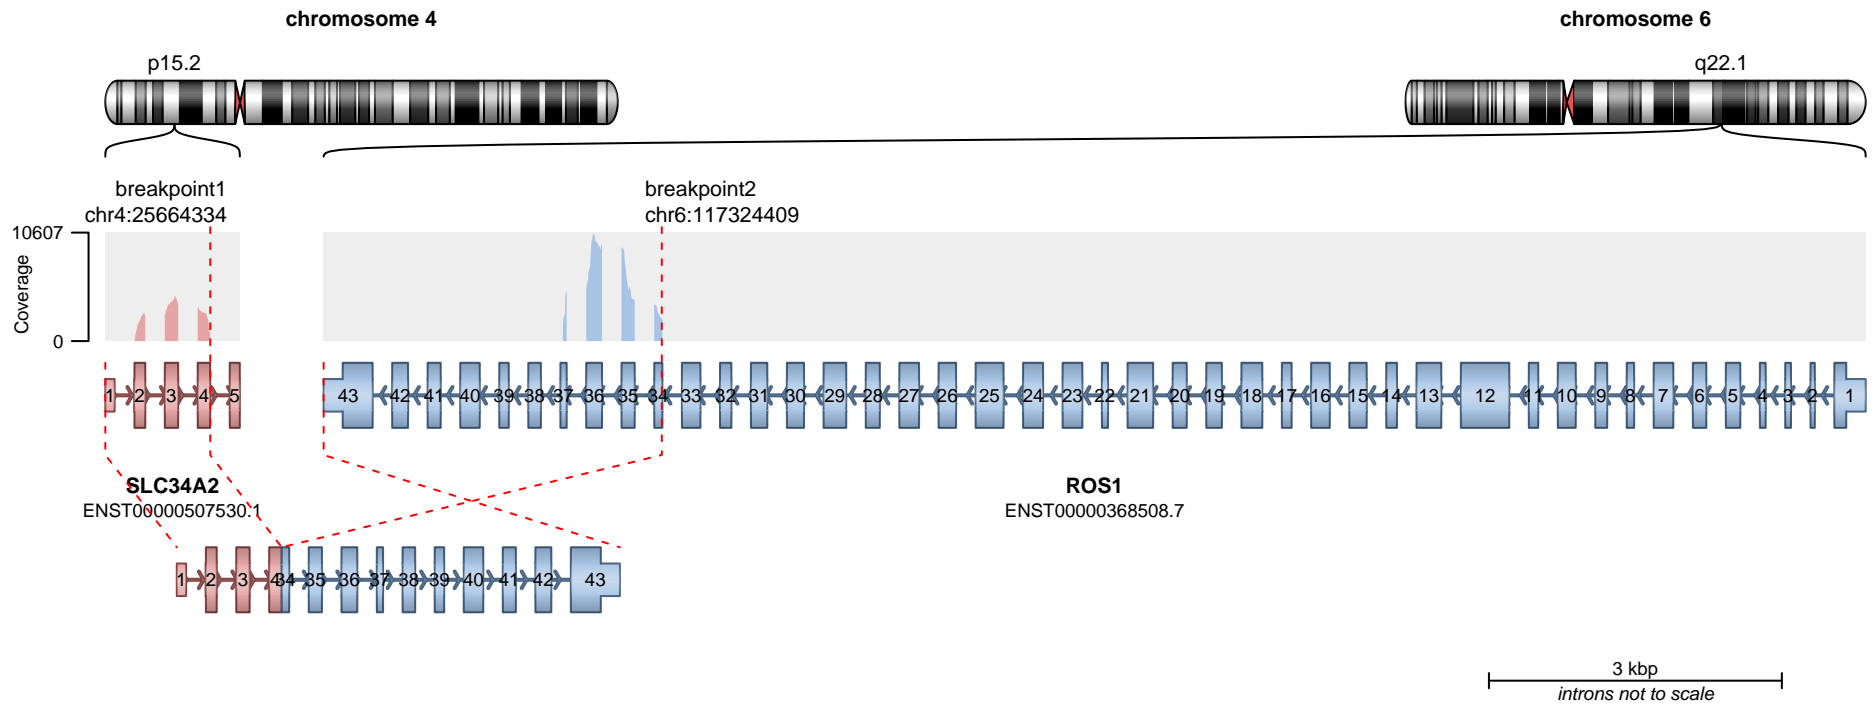 chromosome 4
chromosome 6
p15.2
q22.1
breakpoint1
chr4:25664334
breakpoint2
chr6:117324409
10607
Coverage
0
1 2 3 4 5
43 42 41 40 39 38 37 36 35 34 33 32 31 30 29 28 27 26 25 24 23 22 21 20 19 18 17 16 15 14 13 12 11 10 9 8 7 6 5 4 3 2 1
SLC34A2
ENST00000507530.1
ROS1
ENST00000368508.7
1 2 3 4 34 35 36 37 38 39 40 41 42 43
3 kbp
introns not to scale